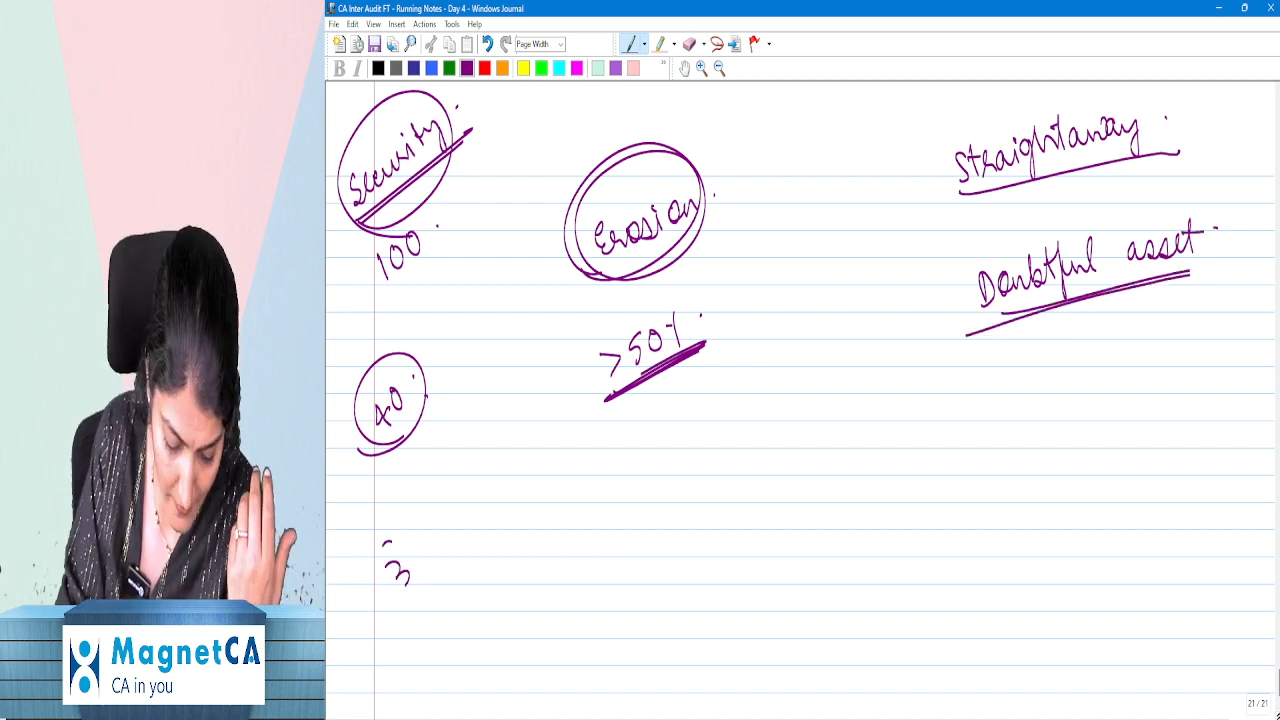 CA Inter Audit FT - Running Notes - Day 4 - Windows Journal
File Edit View Insert Actions Tools Help
Page Width
B I
Security.
100.
Erosion.
Straightaway.
Doubtful asset.
>50%.
40.
3
MagnetCA
CA in you
21 / 21